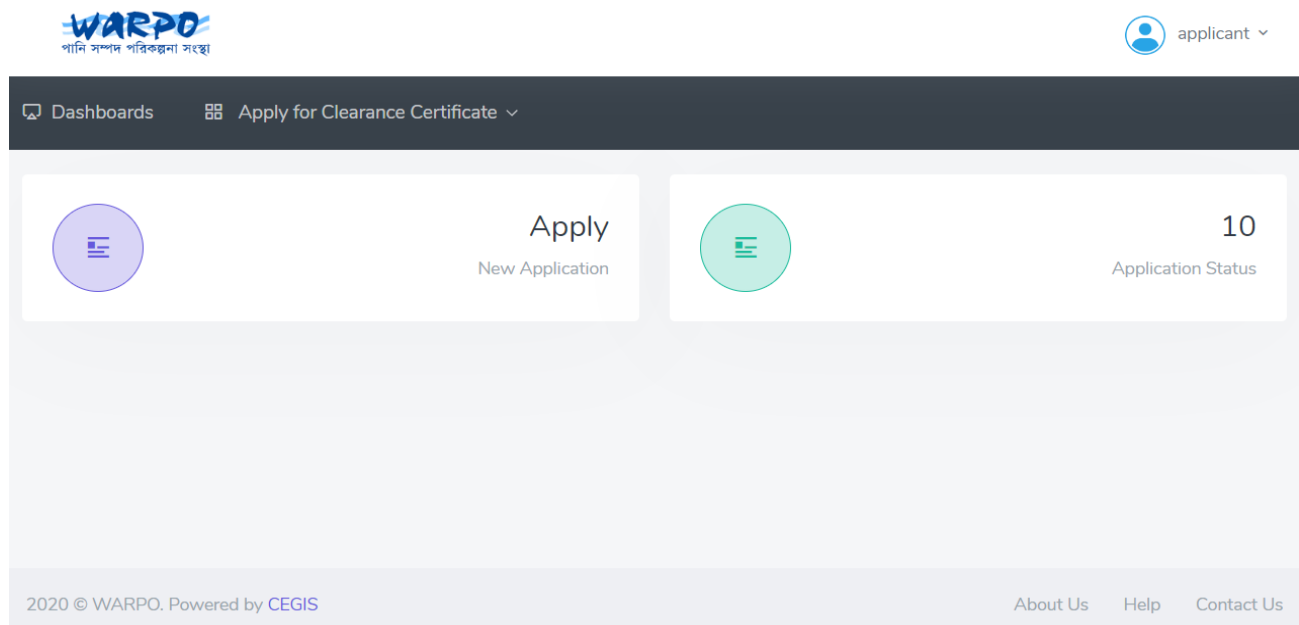 WARPO
পানি সম্পদ পরিকল্পনা সংস্থা
applicant
Dashboards
Apply for Clearance Certificate
Apply
New Application
10
Application Status
2020 © WARPO. Powered by CEGIS
About Us Help Contact Us